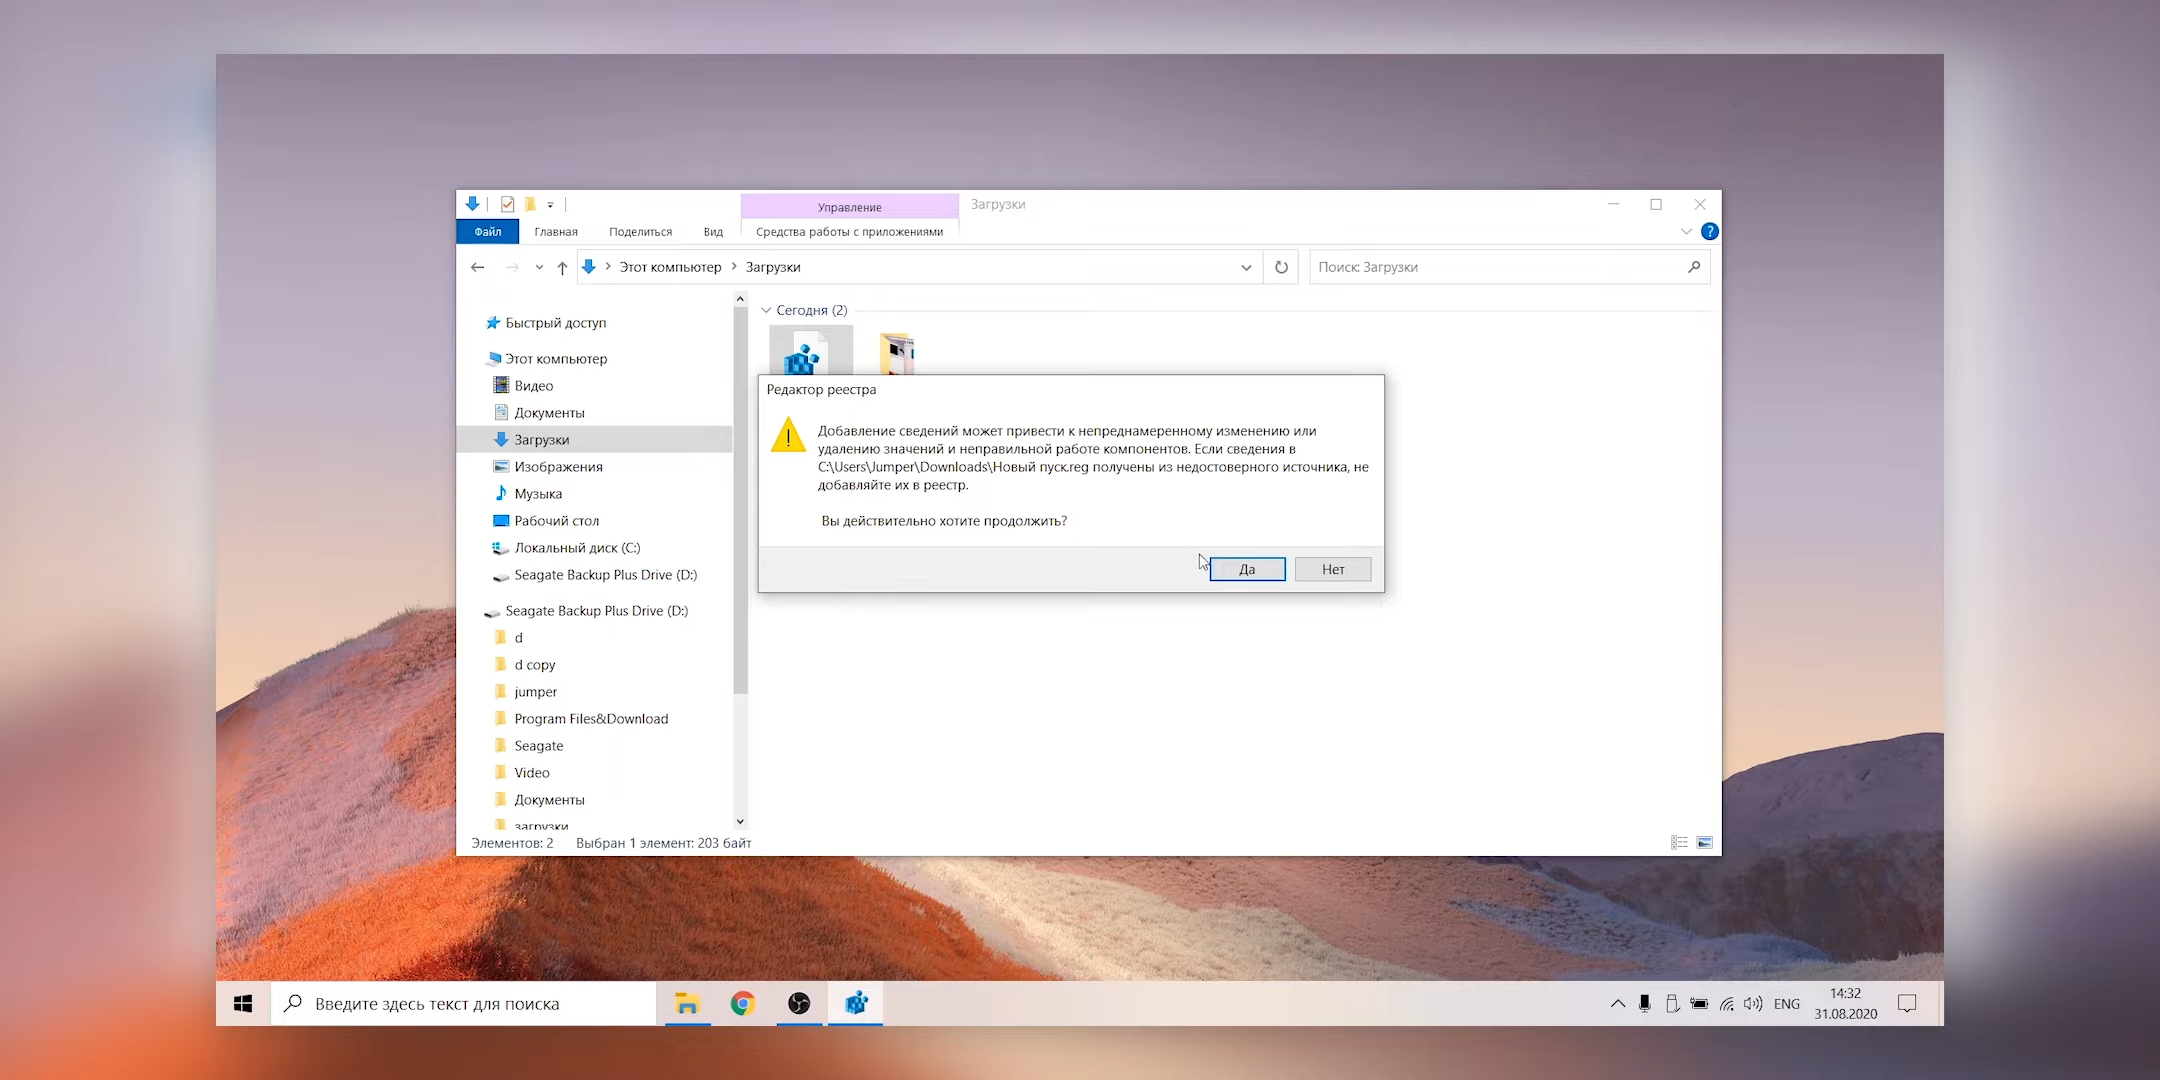 Управление
Загрузки
Файл
Главная
Поделиться
Вид
Средства работы с приложениями
?
Этот компьютер
Загрузки
Поиск: Загрузки
Быстрый доступ
Этот компьютер
Видео
Документы
Загрузки
Изображения
Музыка
Рабочий стол
Локальный диск (C:)
Seagate Backup Plus Drive (D:)
Seagate Backup Plus Drive (D:)
d
d copy
jumper
Program Files&Download
Seagate
Video
Документы
загрузки
Сегодня (2)
Редактор реестра
Добавление сведений может привести к непреднамеренному изменению или
удалению значений и неправильной работе компонентов. Если сведения в
C:\Users\Jumper\Downloads\Новый пуск.reg получены из недостоверного источника, не
добавляйте их в реестр.
Вы действительно хотите продолжить?
Да
Нет
Элементов: 2
Выбран 1 элемент: 203 байт
Введите здесь текст для поиска
ENG
14:32
31.08.2020